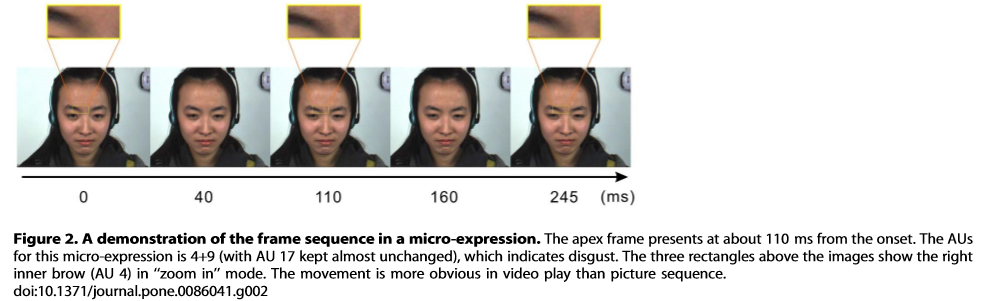 0 40 110 160 245 (ms)
Figure 2. A demonstration of the frame sequence in a micro-expression. The apex frame presents at about 110 ms from the onset. The AUs
for this micro-expression is 4+9 (with AU 17 kept almost unchanged), which indicates disgust. The three rectangles above the images show the right
inner brow (AU 4) in “zoom in” mode. The movement is more obvious in video play than picture sequence.
doi:10.1371/journal.pone.0086041.g002